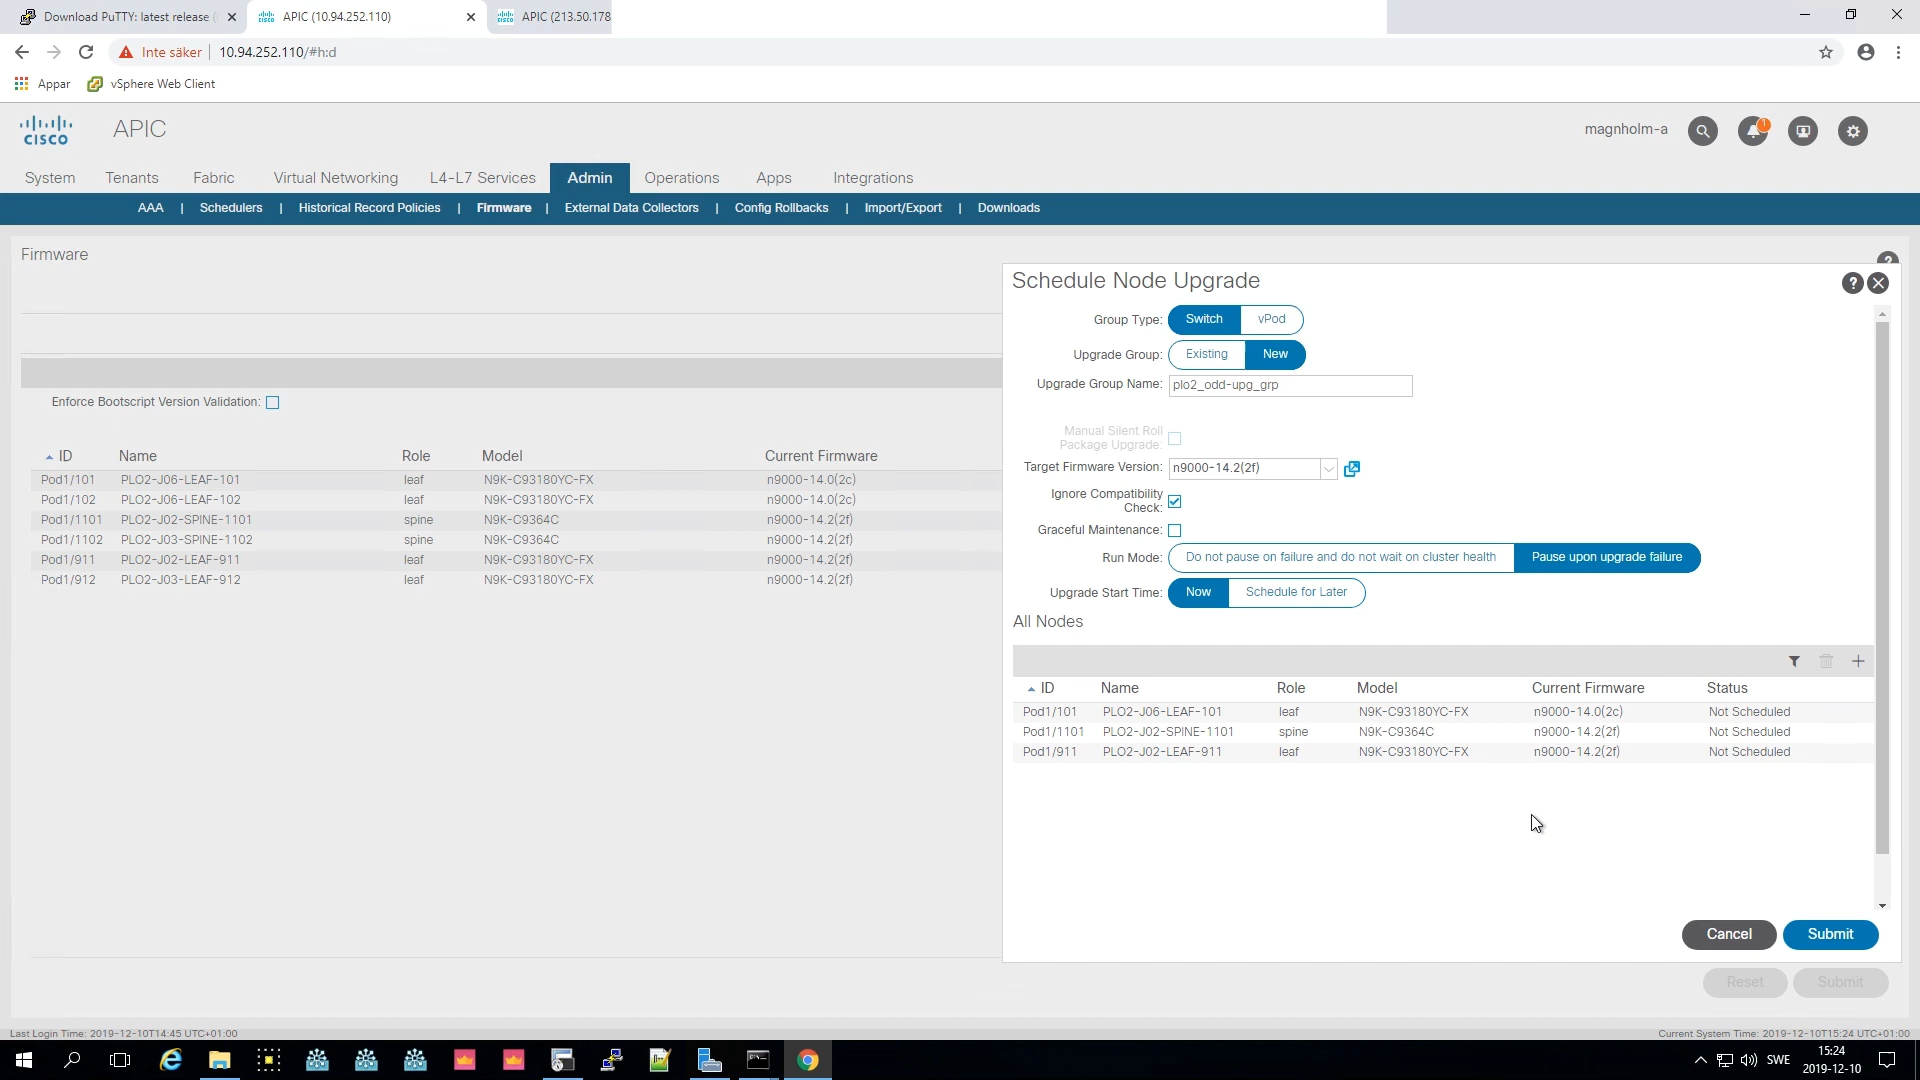 Download PuTTY: latest release (
APIC (10.94.252.110)
APIC (213.50.178
Inte säker
10.94.252.110/#h:d
Appar
vSphere Web Client
CISCO
APIC
magnholm-a
1
System
Tenants
Fabric
Virtual Networking
L4-L7 Services
Admin
Operations
Apps
Integrations
AAA | Schedulers | Historical Record Policies | Firmware | External Data Collectors | Config Rollbacks | Import/Export | Downloads
Firmware
Enforce Bootscript Version Validation:
ID Name Role Model Current Firmware
Pod1/101 PLO2-J06-LEAF-101 leaf N9K-C93180YC-FX n9000-14.0(2c)
Pod1/102 PLO2-J06-LEAF-102 leaf N9K-C93180YC-FX n9000-14.0(2c)
Pod1/1101 PLO2-J02-SPINE-1101 spine N9K-C9364C n9000-14.2(2f)
Pod1/1102 PLO2-J03-SPINE-1102 spine N9K-C9364C n9000-14.2(2f)
Pod1/911 PLO2-J02-LEAF-911 leaf N9K-C93180YC-FX n9000-14.2(2f)
Pod1/912 PLO2-J03-LEAF-912 leaf N9K-C93180YC-FX n9000-14.2(2f)
Schedule Node Upgrade
Group Type: Switch vPod
Upgrade Group: Existing New
Upgrade Group Name: plo2_odd-upg_grp
Manual Silent Roll
Package Upgrade:
Target Firmware Version: n9000-14.2(2f)
Ignore Compatibility
Check:
Graceful Maintenance:
Run Mode: Do not pause on failure and do not wait on cluster health Pause upon upgrade failure
Upgrade Start Time: Now Schedule for Later
All Nodes
ID Name Role Model Current Firmware Status
Pod1/101 PLO2-J06-LEAF-101 leaf N9K-C93180YC-FX n9000-14.0(2c) Not Scheduled
Pod1/1101 PLO2-J02-SPINE-1101 spine N9K-C9364C n9000-14.2(2f) Not Scheduled
Pod1/911 PLO2-J02-LEAF-911 leaf N9K-C93180YC-FX n9000-14.2(2f) Not Scheduled
Cancel Submit
Reset Submit
Last Login Time: 2019-12-10T14:45 UTC+01:00
Current System Time: 2019-12-10T15:24 UTC+01:00
SWE
15:24
2019-12-10